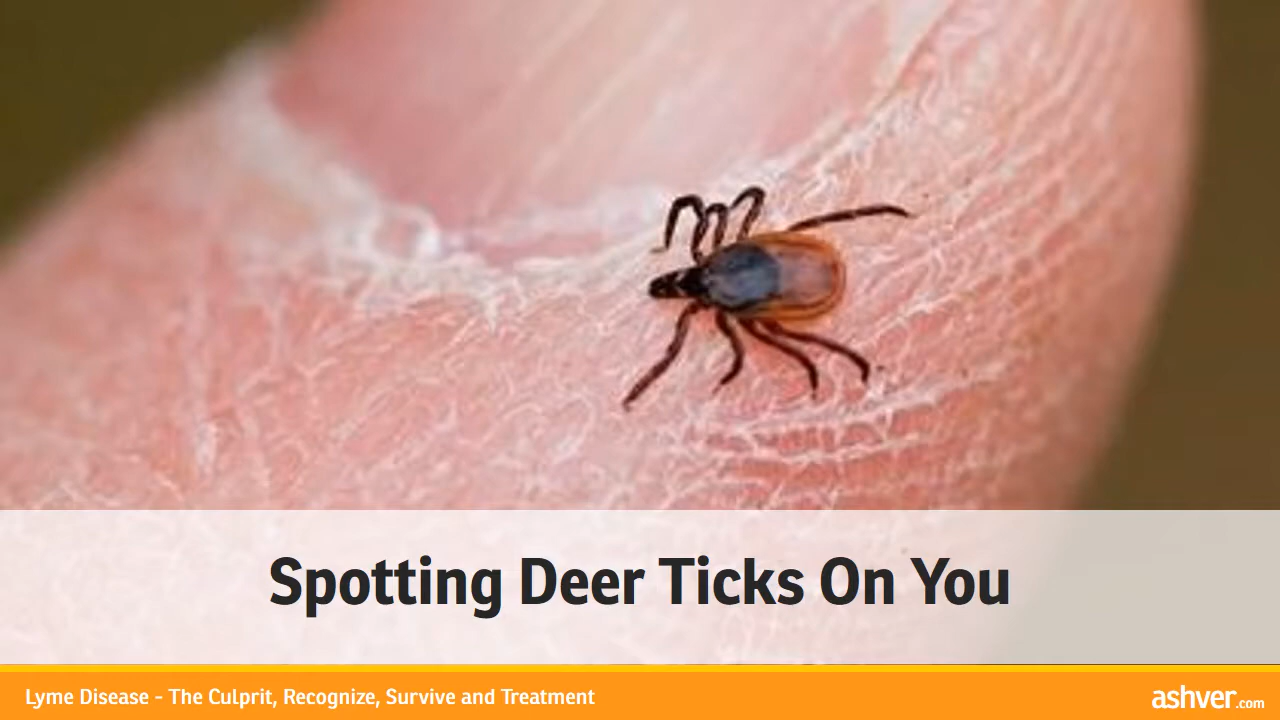 Spotting Deer Ticks On You
Lyme Disease - The Culprit, Recognize, Survive and Treatment
ashver.com